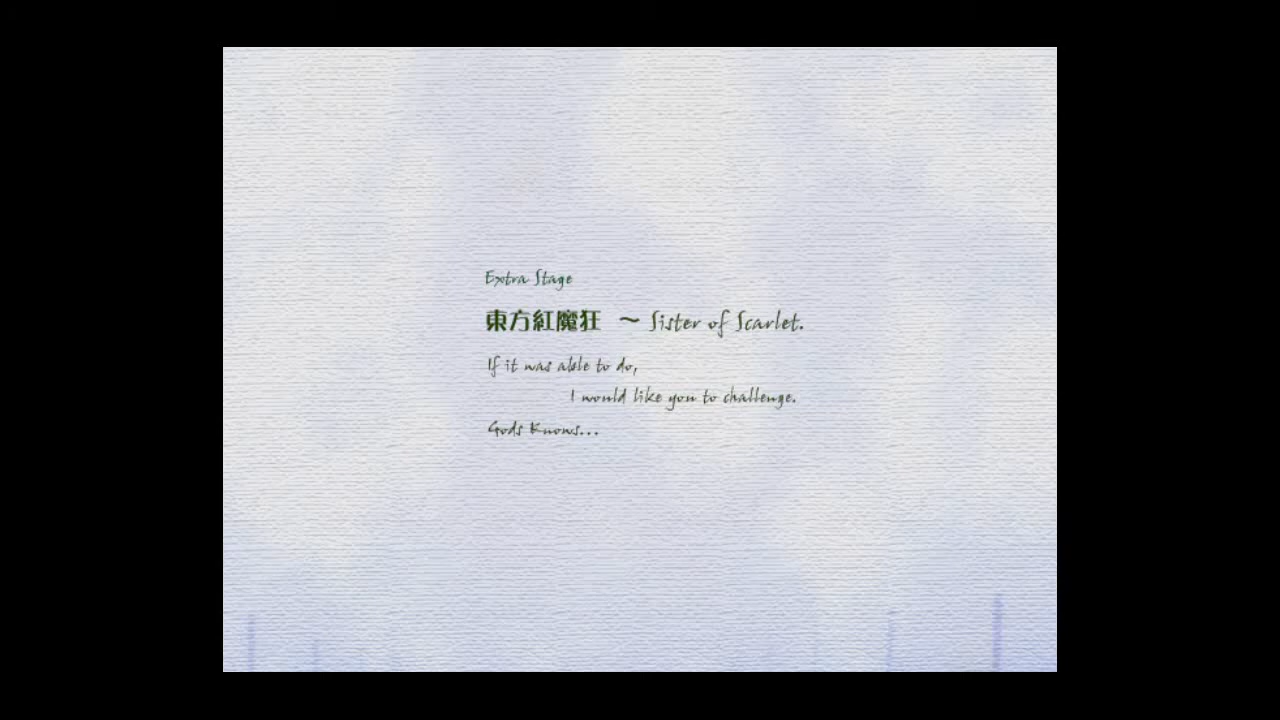 Extra Stage
東方紅魔狂 ～ Sister of Scarlet.
If it was able to do,
I would like you to challenge.
Gods Knows...